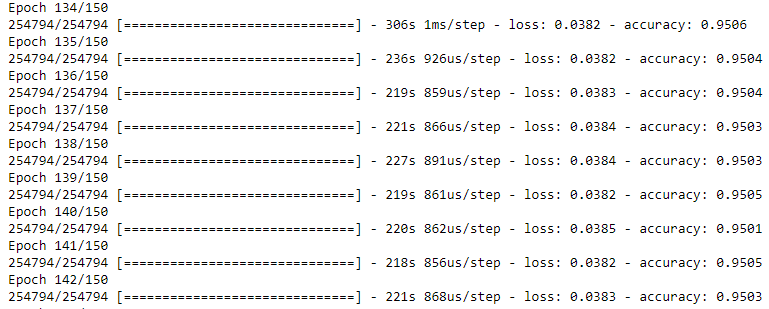 Epoch 134/150
254794/254794 [==============================] - 306s 1ms/step - loss: 0.0382 - accuracy: 0.9506
Epoch 135/150
254794/254794 [==============================] - 236s 926us/step - loss: 0.0382 - accuracy: 0.9504
Epoch 136/150
254794/254794 [==============================] - 219s 859us/step - loss: 0.0383 - accuracy: 0.9504
Epoch 137/150
254794/254794 [==============================] - 221s 866us/step - loss: 0.0384 - accuracy: 0.9503
Epoch 138/150
254794/254794 [==============================] - 227s 891us/step - loss: 0.0384 - accuracy: 0.9503
Epoch 139/150
254794/254794 [==============================] - 219s 861us/step - loss: 0.0382 - accuracy: 0.9505
Epoch 140/150
254794/254794 [==============================] - 220s 862us/step - loss: 0.0385 - accuracy: 0.9501
Epoch 141/150
254794/254794 [==============================] - 218s 856us/step - loss: 0.0382 - accuracy: 0.9505
Epoch 142/150
254794/254794 [==============================] - 221s 868us/step - loss: 0.0383 - accuracy: 0.9503